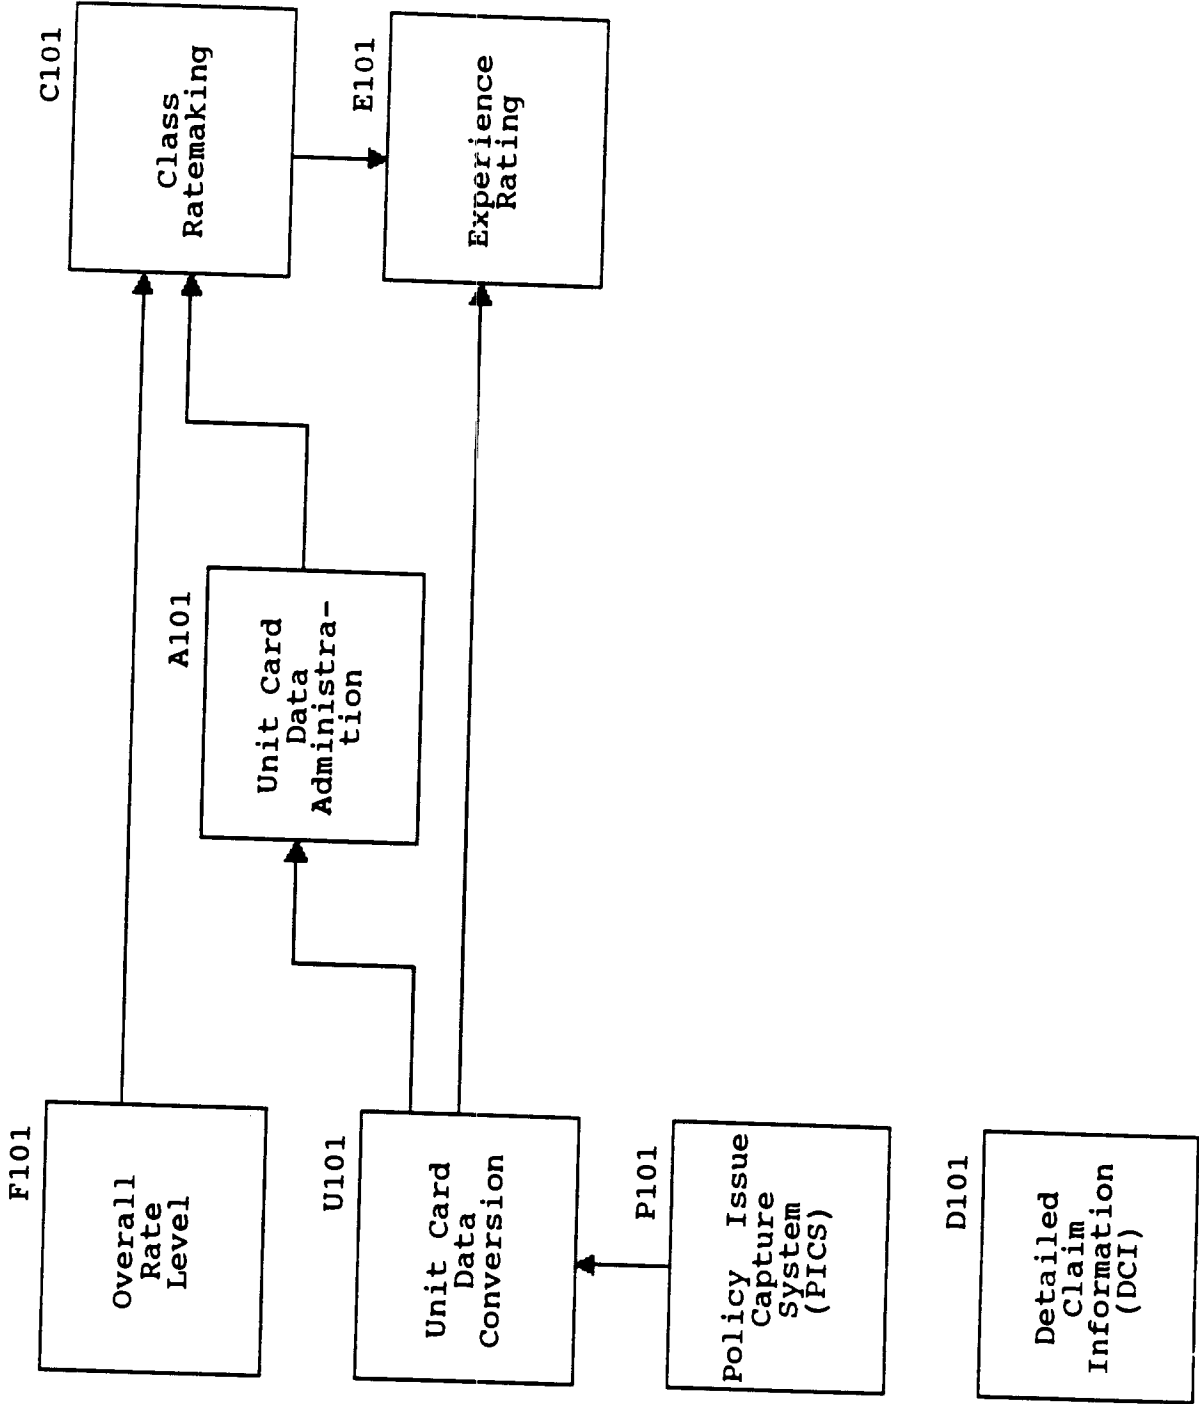 F101
Overall
Rate
Level
U101
Unit Card
Data
Conversion
P101
Policy Issue
Capture
System
(PICS)
D101
Detailed
Claim
Information
(DCI)
A101
Unit Card
Data
Administra-
tion
C101
Class
Ratemaking
E101
Experience
Rating